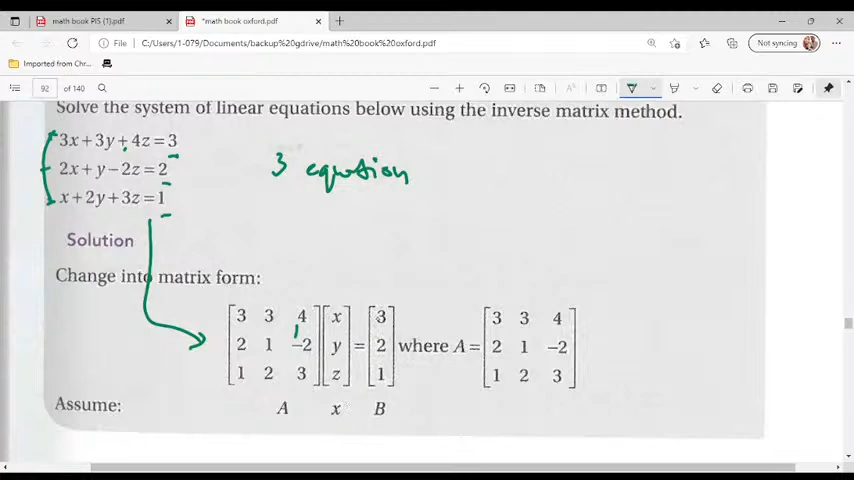 math book PIS (1).pdf
*math book oxford.pdf
File
C:/Users/1-079/Documents/backup%20gdrive/math%20book%20oxford.pdf
Not syncing
Imported from Chr...
92 of 140
Solve the system of linear equations below using the inverse matrix method.
3x+3y+4z=3
2x+y−2z=2
x+2y+3z=1
3 equation
Solution
Change into matrix form:
3 3 4 x 3 3 3 4
2 1 −2 y = 2 where A= 2 1 −2
1 2 3 z 1 1 2 3
Assume: A x B